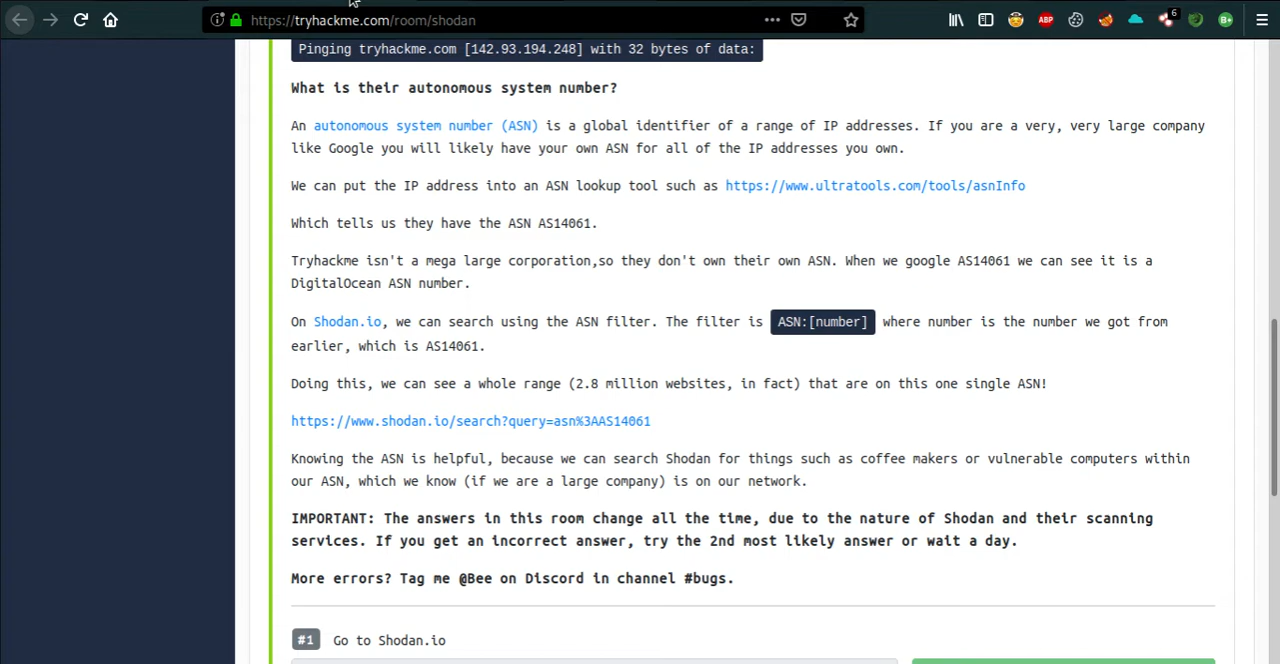 https://tryhackme.com/room/shodan
ABP
6
B+
Pinging tryhackme.com [142.93.194.248] with 32 bytes of data:
What is their autonomous system number?
An autonomous system number (ASN) is a global identifier of a range of IP addresses. If you are a very, very large company
like Google you will likely have your own ASN for all of the IP addresses you own.
We can put the IP address into an ASN lookup tool such as https://www.ultratools.com/tools/asnInfo
Which tells us they have the ASN AS14061.
Tryhackme isn't a mega large corporation,so they don't own their own ASN. When we google AS14061 we can see it is a
DigitalOcean ASN number.
On Shodan.io, we can search using the ASN filter. The filter is ASN:[number] where number is the number we got from
earlier, which is AS14061.
Doing this, we can see a whole range (2.8 million websites, in fact) that are on this one single ASN!
https://www.shodan.io/search?query=asn%3AAS14061
Knowing the ASN is helpful, because we can search Shodan for things such as coffee makers or vulnerable computers within
our ASN, which we know (if we are a large company) is on our network.
IMPORTANT: The answers in this room change all the time, due to the nature of Shodan and their scanning
services. If you get an incorrect answer, try the 2nd most likely answer or wait a day.
More errors? Tag me @Bee on Discord in channel #bugs.
#1 Go to Shodan.io